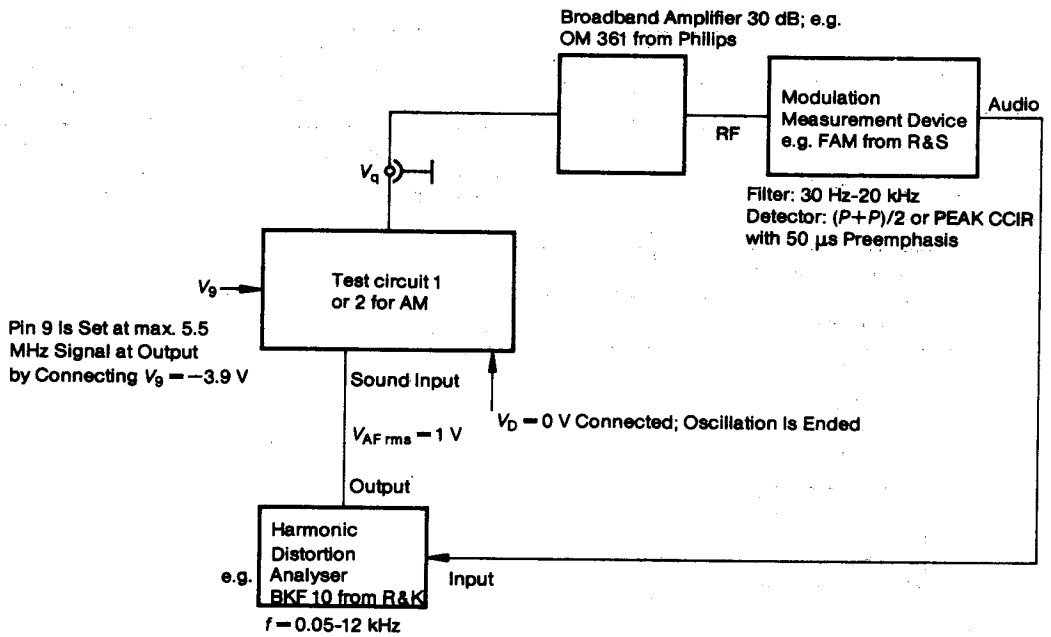 Broadband Amplifier 30 dB; e.g.
OM 361 from Philips
Modulation
Measurement Device
e.g. FAM from R&S
Audio
RF
Filter: 30 Hz-20 kHz
Detector: (P+P)/2 or PEAK CCIR
with 50 μs Preemphasis
Vq
Test circuit 1
or 2 for AM
V9
Pin 9 Is Set at max. 5.5
MHz Signal at Output
by Connecting V9 = −3.9 V
Sound Input
VD = 0 V Connected; Oscillation Is Ended
VAF rms = 1 V
Output
Harmonic
Distortion
Analyser
BKF 10 from R&K
e.g.
Input
f = 0.05-12 kHz